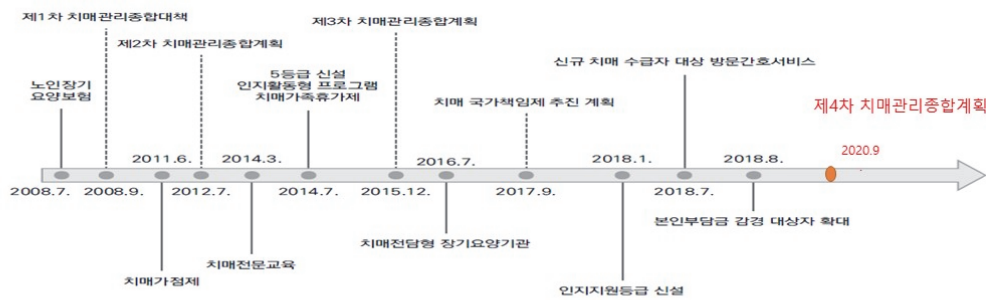 제1차 치매관리종합대책
제2차 치매관리종합계획
제3차 치매관리종합계획
노인장기
요양보험
5등급 신설
인지활동형 프로그램
치매가족휴가제
치매 국가책임제 추진 계획
신규 치매 수급자 대상 방문간호서비스
제4차 치매관리종합계획
2011.6.
2014.3.
2016.7.
2018.1.
2018.8.
2020.9
2008.7.
2008.9.
2012.7.
2014.7.
2015.12.
2017.9.
2018.7.
치매가점제
치매전문교육
치매전담형 장기요양기관
인지지원등급 신설
본인부담금 감경 대상자 확대